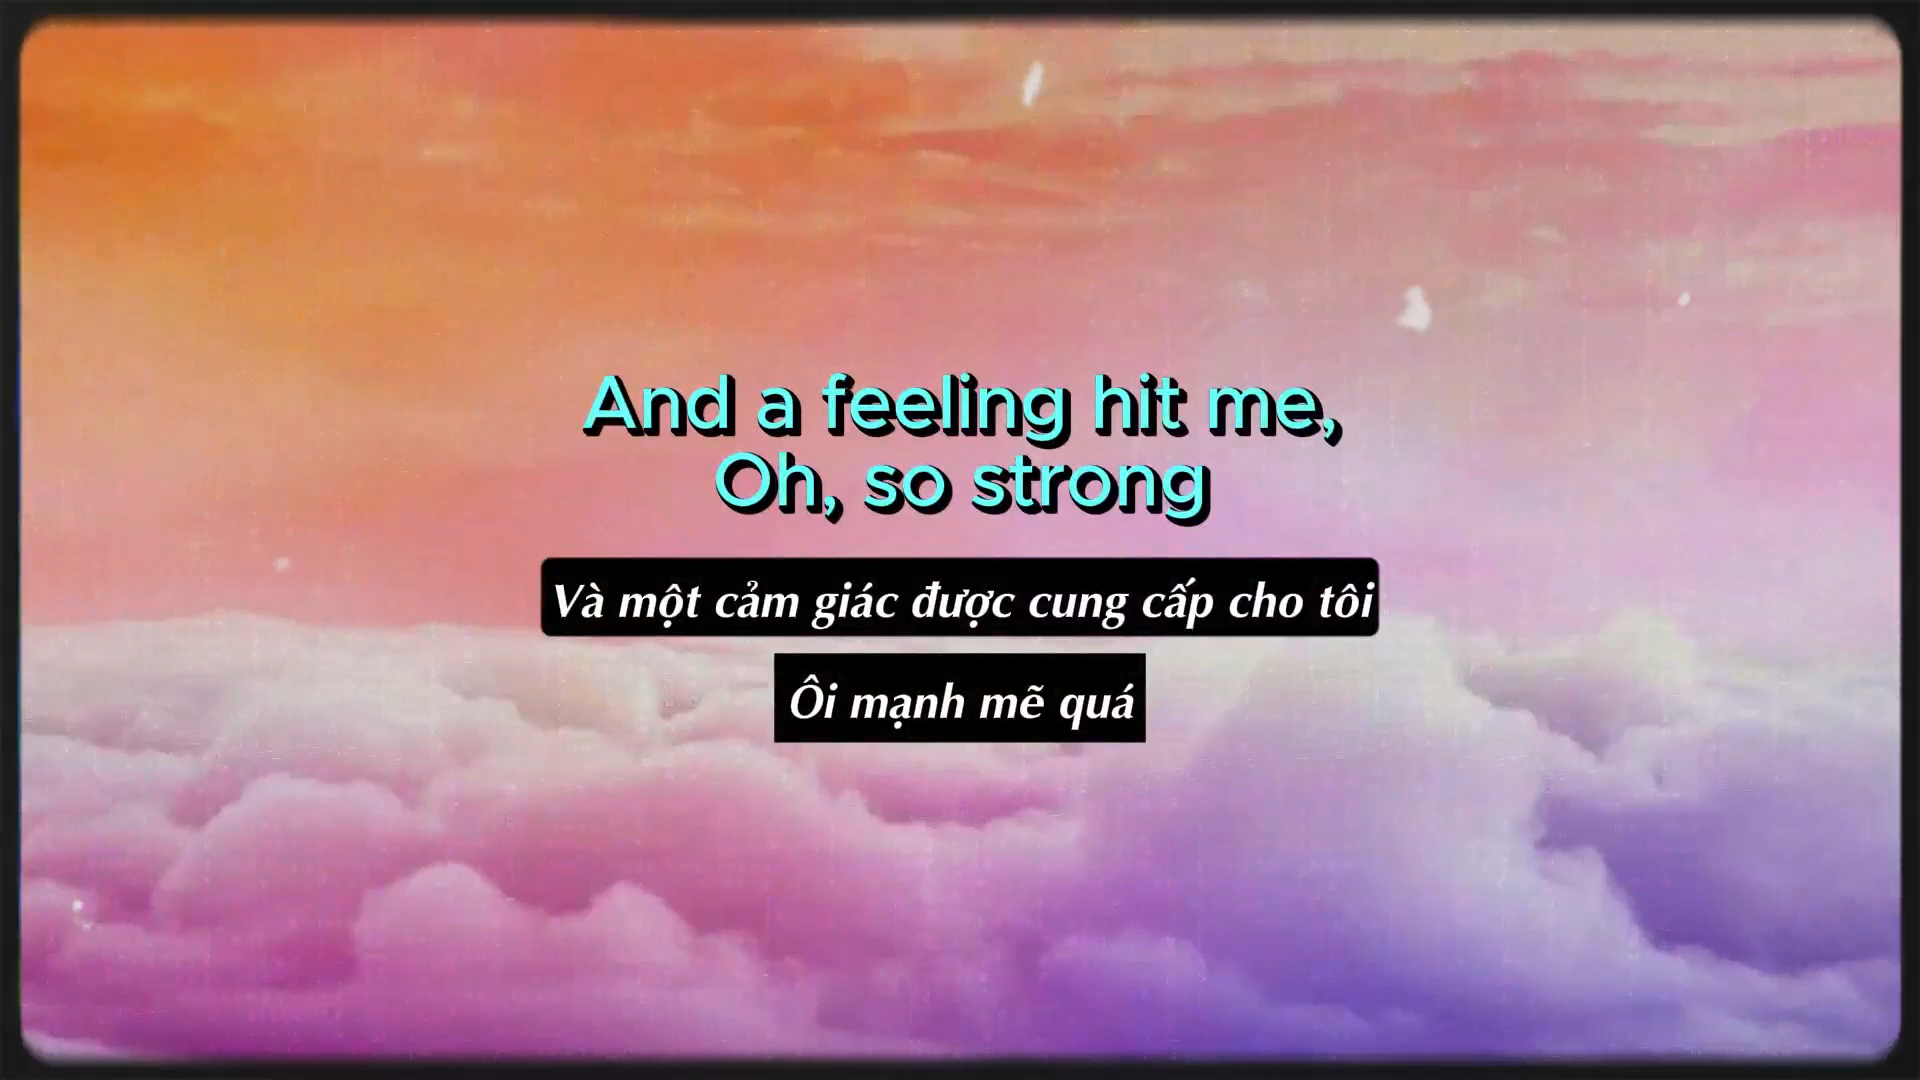 And a feeling hit me,
Oh, so strong
Và một cảm giác được cung cấp cho tôi
Ôi mạnh mẽ quá